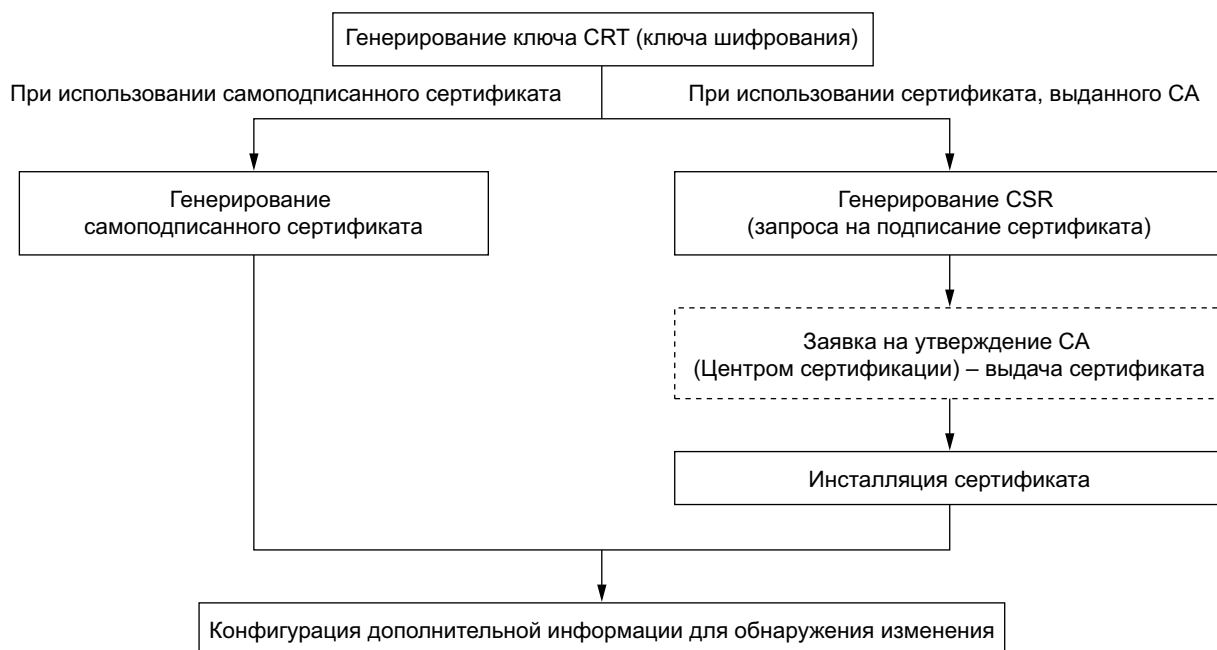 Генерирование ключа CRT (ключа шифрования)
При использовании самоподписанного сертификата
При использовании сертификата, выданного CA
Генерирование
самоподписанного сертификата
Генерирование CSR
(запроса на подписание сертификата)
Заявка на утверждение CA
(Центром сертификации) – выдача сертификата
Инсталляция сертификата
Конфигурация дополнительной информации для обнаружения изменения